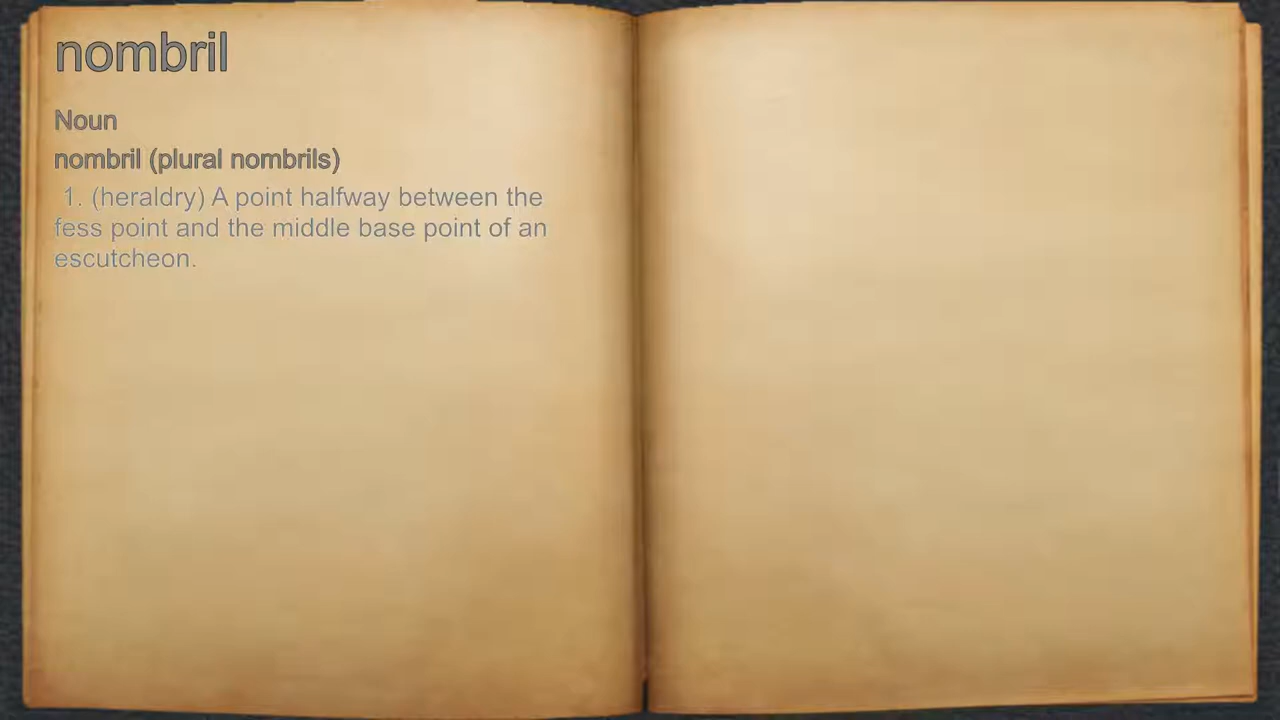 nombril
Noun
nombril (plural nombrils)
1. (heraldry) A point halfway between the
fess point and the middle base point of an
escutcheon.